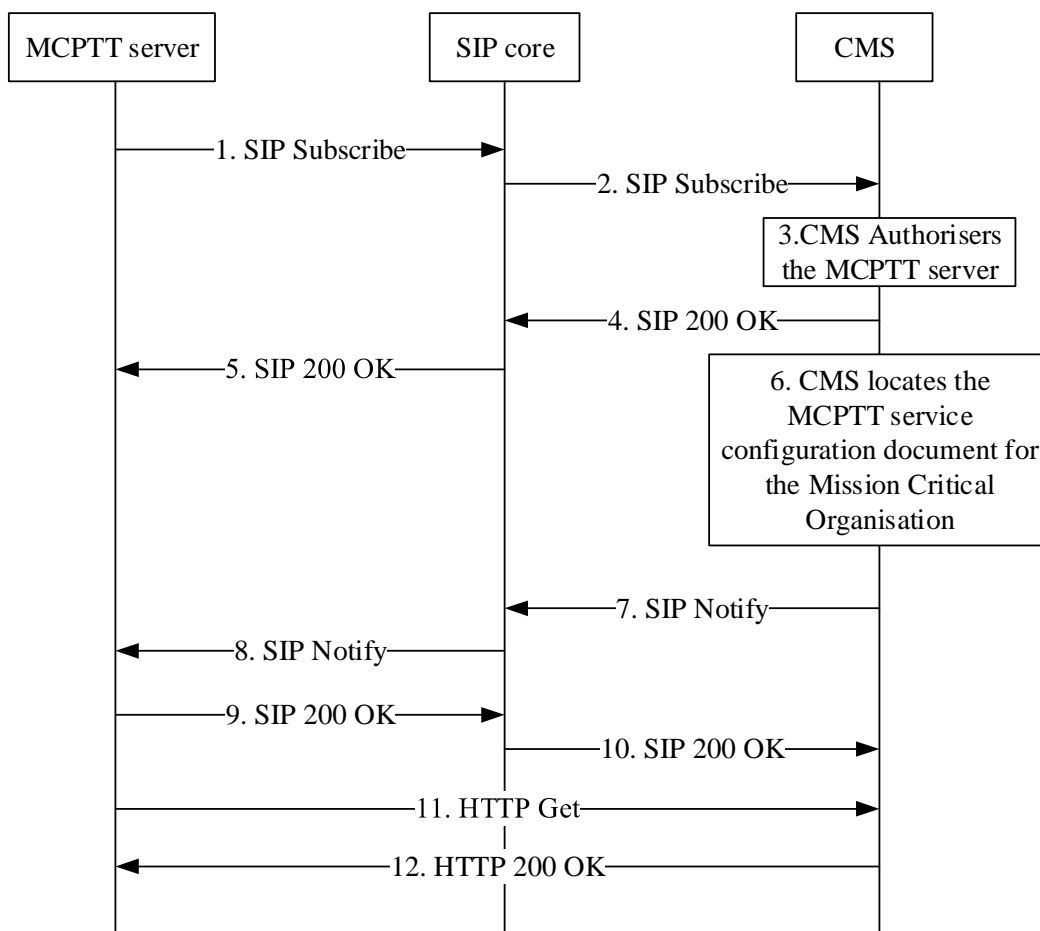 MCPTT server
SIP core
CMS
1. SIP Subscribe
2. SIP Subscribe
3.CMS Authorisers
the MCPTT server
4. SIP 200 OK
5. SIP 200 OK
6. CMS locates the
MCPTT service
configuration document for
the Mission Critical
Organisation
7. SIP Notify
8. SIP Notify
9. SIP 200 OK
10. SIP 200 OK
11. HTTP Get
12. HTTP 200 OK